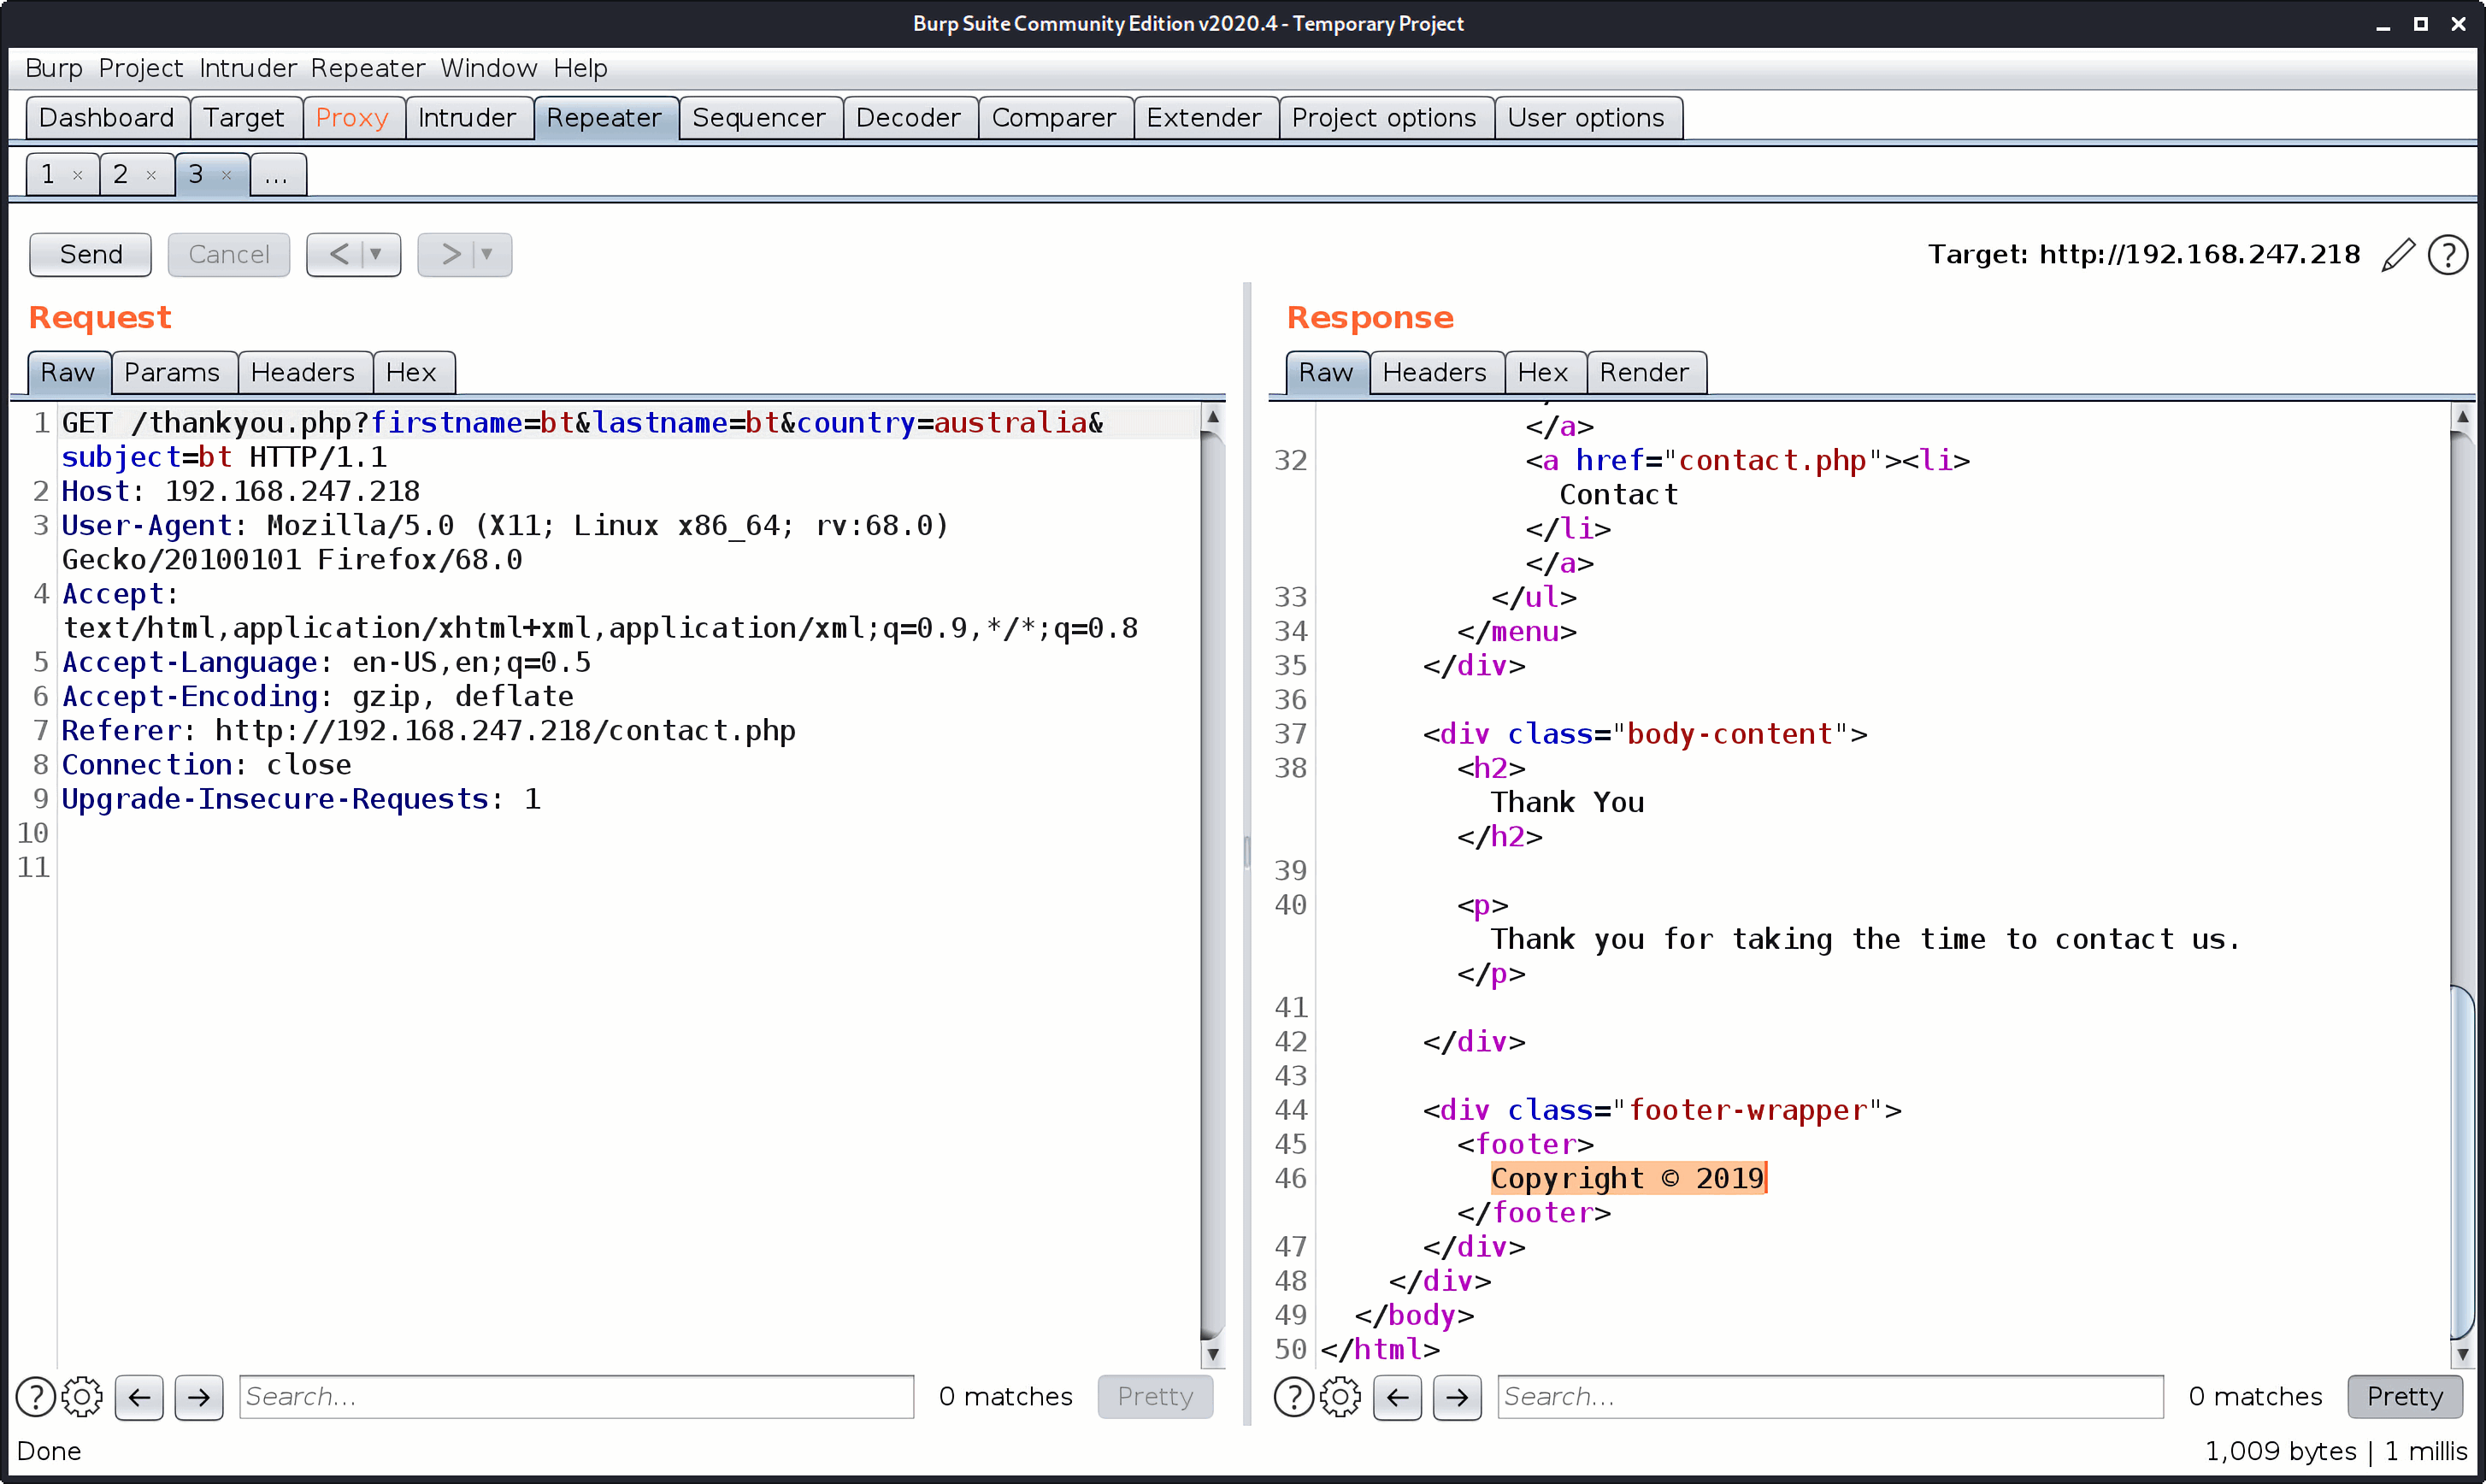 Burp Suite Community Edition v2020.4 - Temporary Project
Burp Project Intruder Repeater Window Help
Dashboard Target Proxy Intruder Repeater Sequencer Decoder Comparer Extender Project options User options
1 × 2 × 3 × ...
Send Cancel < > Target: http://192.168.247.218 ?
Request
Raw Params Headers Hex
1 GET /thankyou.php?firstname=bt&lastname=bt&country=australia&
subject=bt HTTP/1.1
2 Host: 192.168.247.218
3 User-Agent: Mozilla/5.0 (X11; Linux x86_64; rv:68.0)
Gecko/20100101 Firefox/68.0
4 Accept:
text/html,application/xhtml+xml,application/xml;q=0.9,*/*;q=0.8
5 Accept-Language: en-US,en;q=0.5
6 Accept-Encoding: gzip, deflate
7 Referer: http://192.168.247.218/contact.php
8 Connection: close
9 Upgrade-Insecure-Requests: 1
10
11
? Search... 0 matches Pretty
Response
Raw Headers Hex Render
</a>
32 <a href="contact.php"><li>
Contact
</li>
</a>
33 </ul>
34 </menu>
35 </div>
36
37 <div class="body-content">
38 <h2>
Thank You
</h2>
39
40 <p>
Thank you for taking the time to contact us.
</p>
41
42 </div>
43
44 <div class="footer-wrapper">
45 <footer>
46 Copyright © 2019
</footer>
47 </div>
48 </div>
49 </body>
50 </html>
? Search... 0 matches Pretty
Done
1,009 bytes | 1 millis